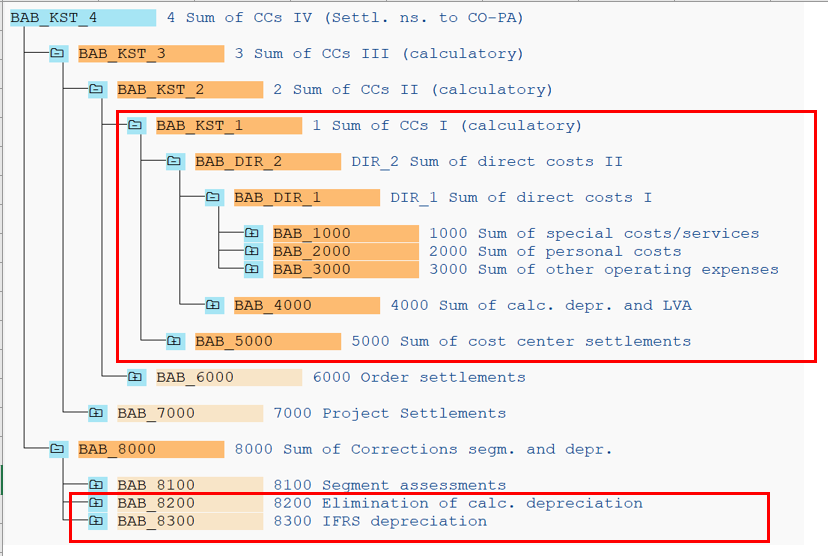 BAB_KST_4 4 Sum of CCs IV (Settl. ns. to CO-PA)
BAB_KST_3 3 Sum of CCs III (calculatory)
BAB_KST_2 2 Sum of CCs II (calculatory)
BAB_KST_1 1 Sum of CCs I (calculatory)
BAB_DIR_2 DIR_2 Sum of direct costs II
BAB_DIR_1 DIR_1 Sum of direct costs I
BAB_1000 1000 Sum of special costs/services
BAB_2000 2000 Sum of personal costs
BAB_3000 3000 Sum of other operating expenses
BAB_4000 4000 Sum of calc. depr. and LVA
BAB_5000 5000 Sum of cost center settlements
BAB_6000 6000 Order settlements
BAB_7000 7000 Project Settlements
BAB_8000 8000 Sum of Corrections segm. and depr.
BAB_8100 8100 Segment assessments
BAB_8200 8200 Elimination of calc. depreciation
BAB_8300 8300 IFRS depreciation